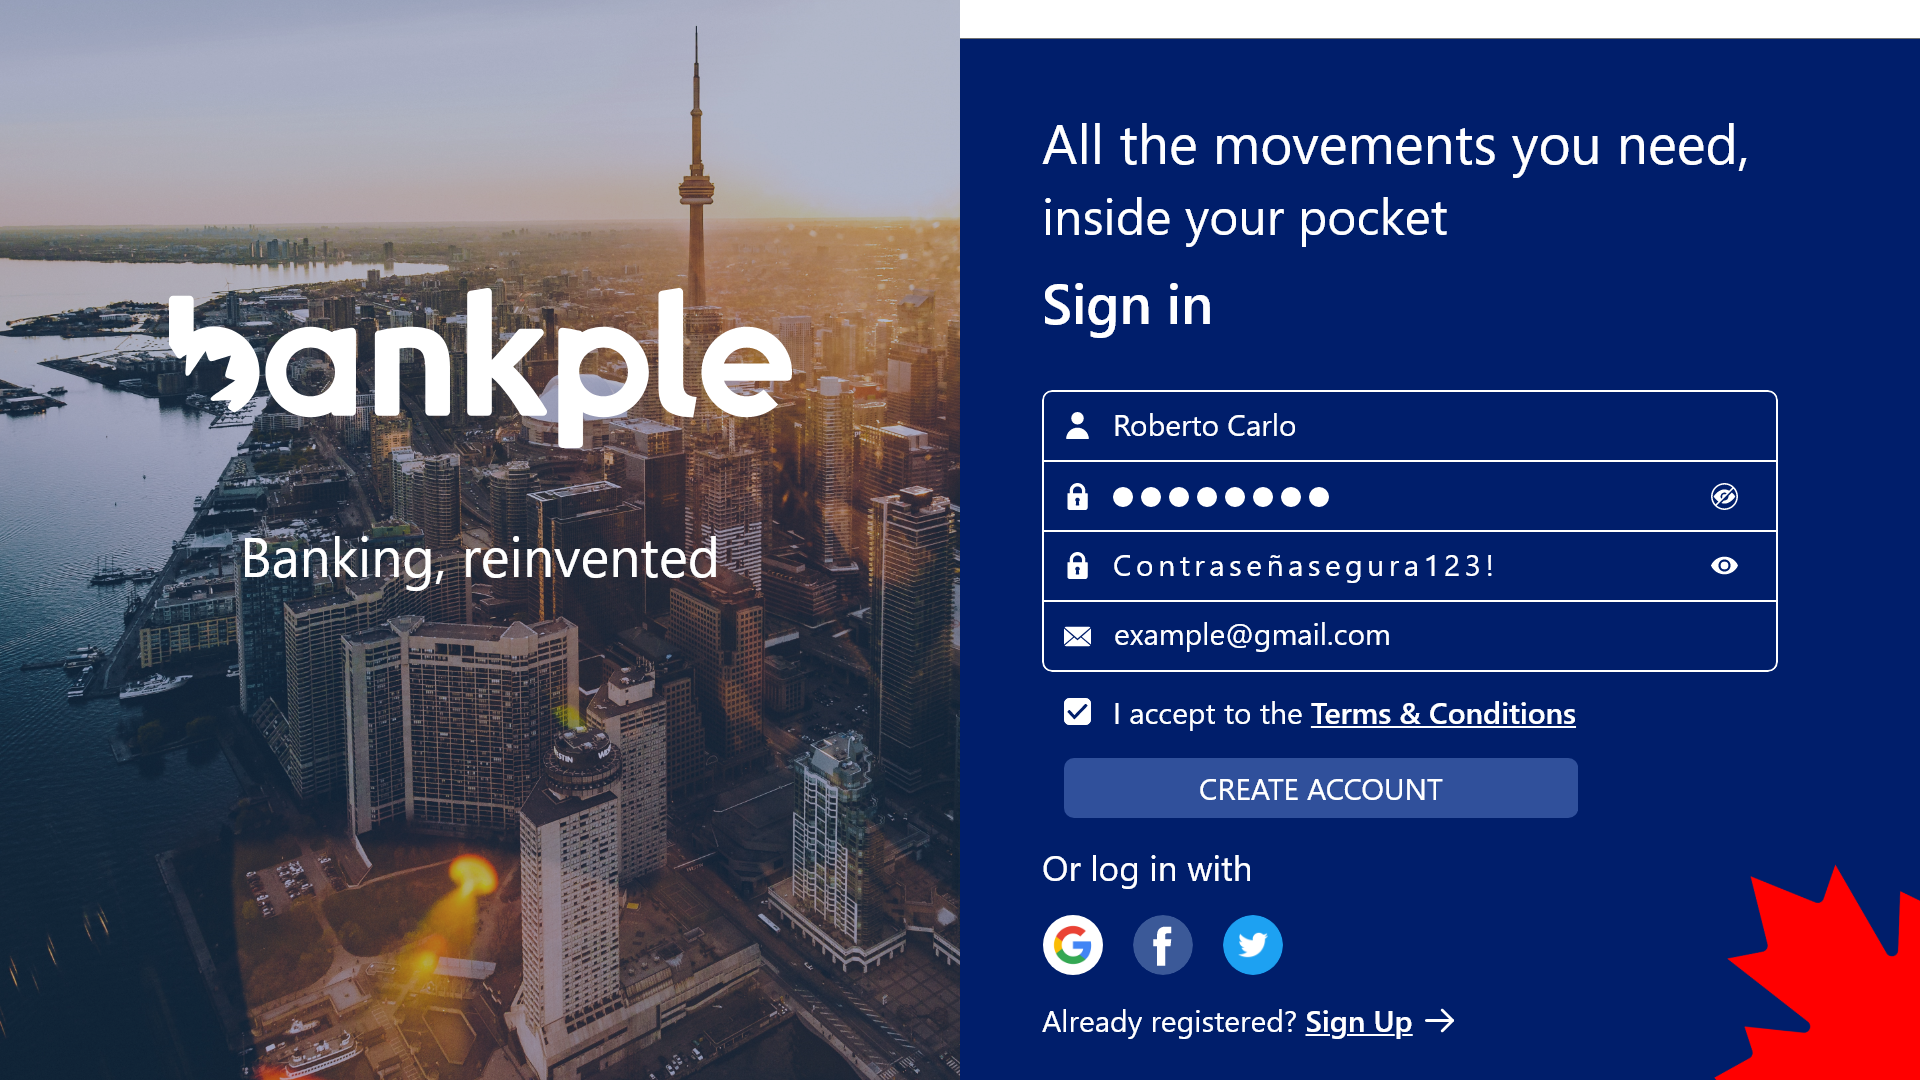 bankple
Banking, reinvented
All the movements you need,
inside your pocket
Sign in
Roberto Carlo
●●●●●●●●
Contraseñasegura123!
example@gmail.com
I accept to the Terms & Conditions
CREATE ACCOUNT
Or log in with
Already registered? Sign Up →